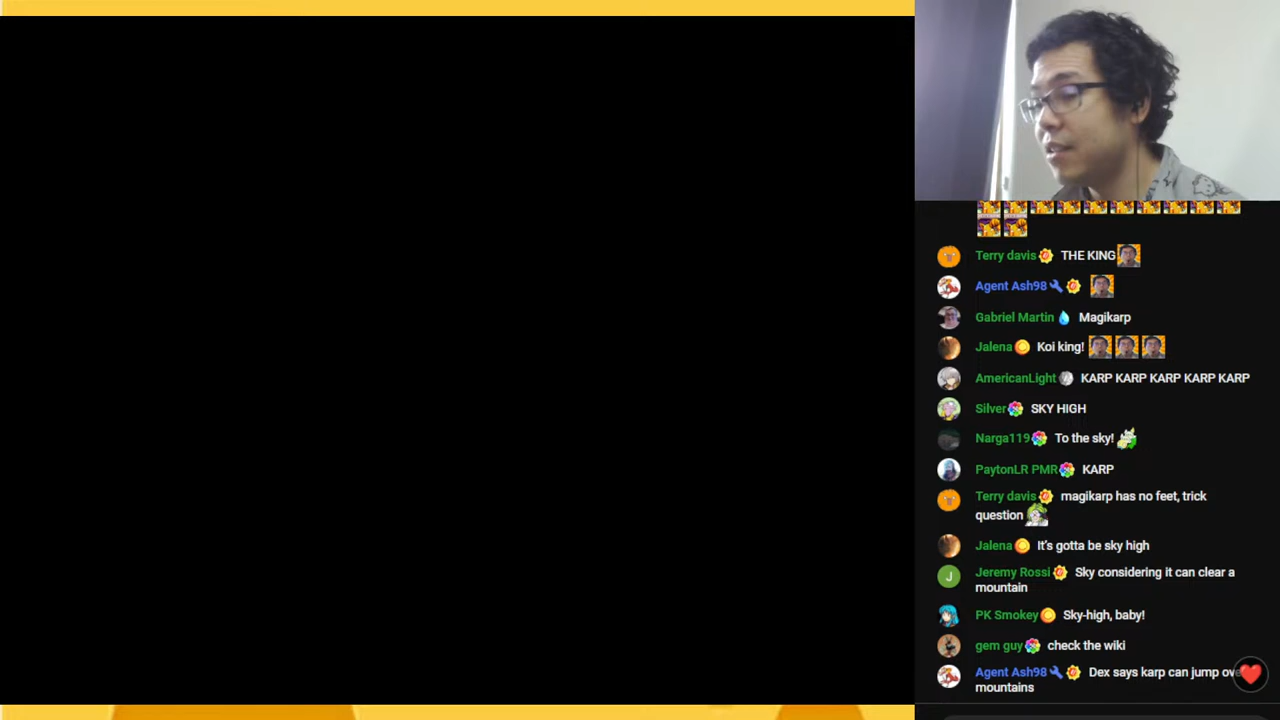 Terry davis THE KING
Agent Ash98
Gabriel Martin Magikarp
Jalena Koi king!
AmericanLight KARP KARP KARP KARP KARP
Silver SKY HIGH
Narga119 To the sky!
PaytonLR PMR KARP
Terry davis magikarp has no feet, trick
question
Jalena It's gotta be sky high
J
Jeremy Rossi Sky considering it can clear a
mountain
PK Smokey Sky-high, baby!
gem guy check the wiki
Agent Ash98 Dex says karp can jump ove
mountains